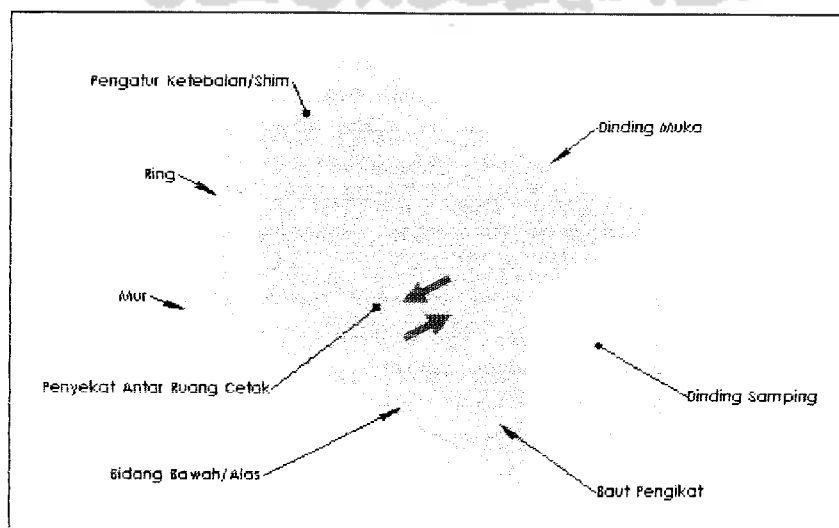 Pengatur Ketebalan/Shim
Dinding Muka
Ring
Mur
Penyekat Antar Ruang Cetak
Dinding Samping
Bidang Bawah/Alas
Baut Pengikat